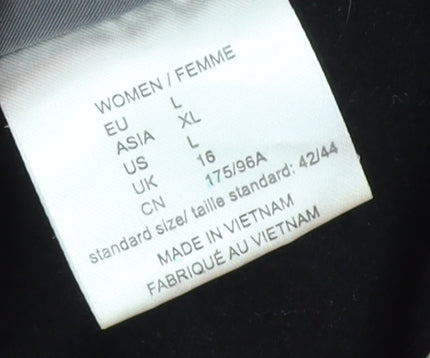 WOMEN / FEMME
EU L
ASIA XL
US L
UK 16
CN 175/96A
standard size/ taille standard: 42/44
MADE IN VIETNAM
FABRIQUÉ AU VIETNAM